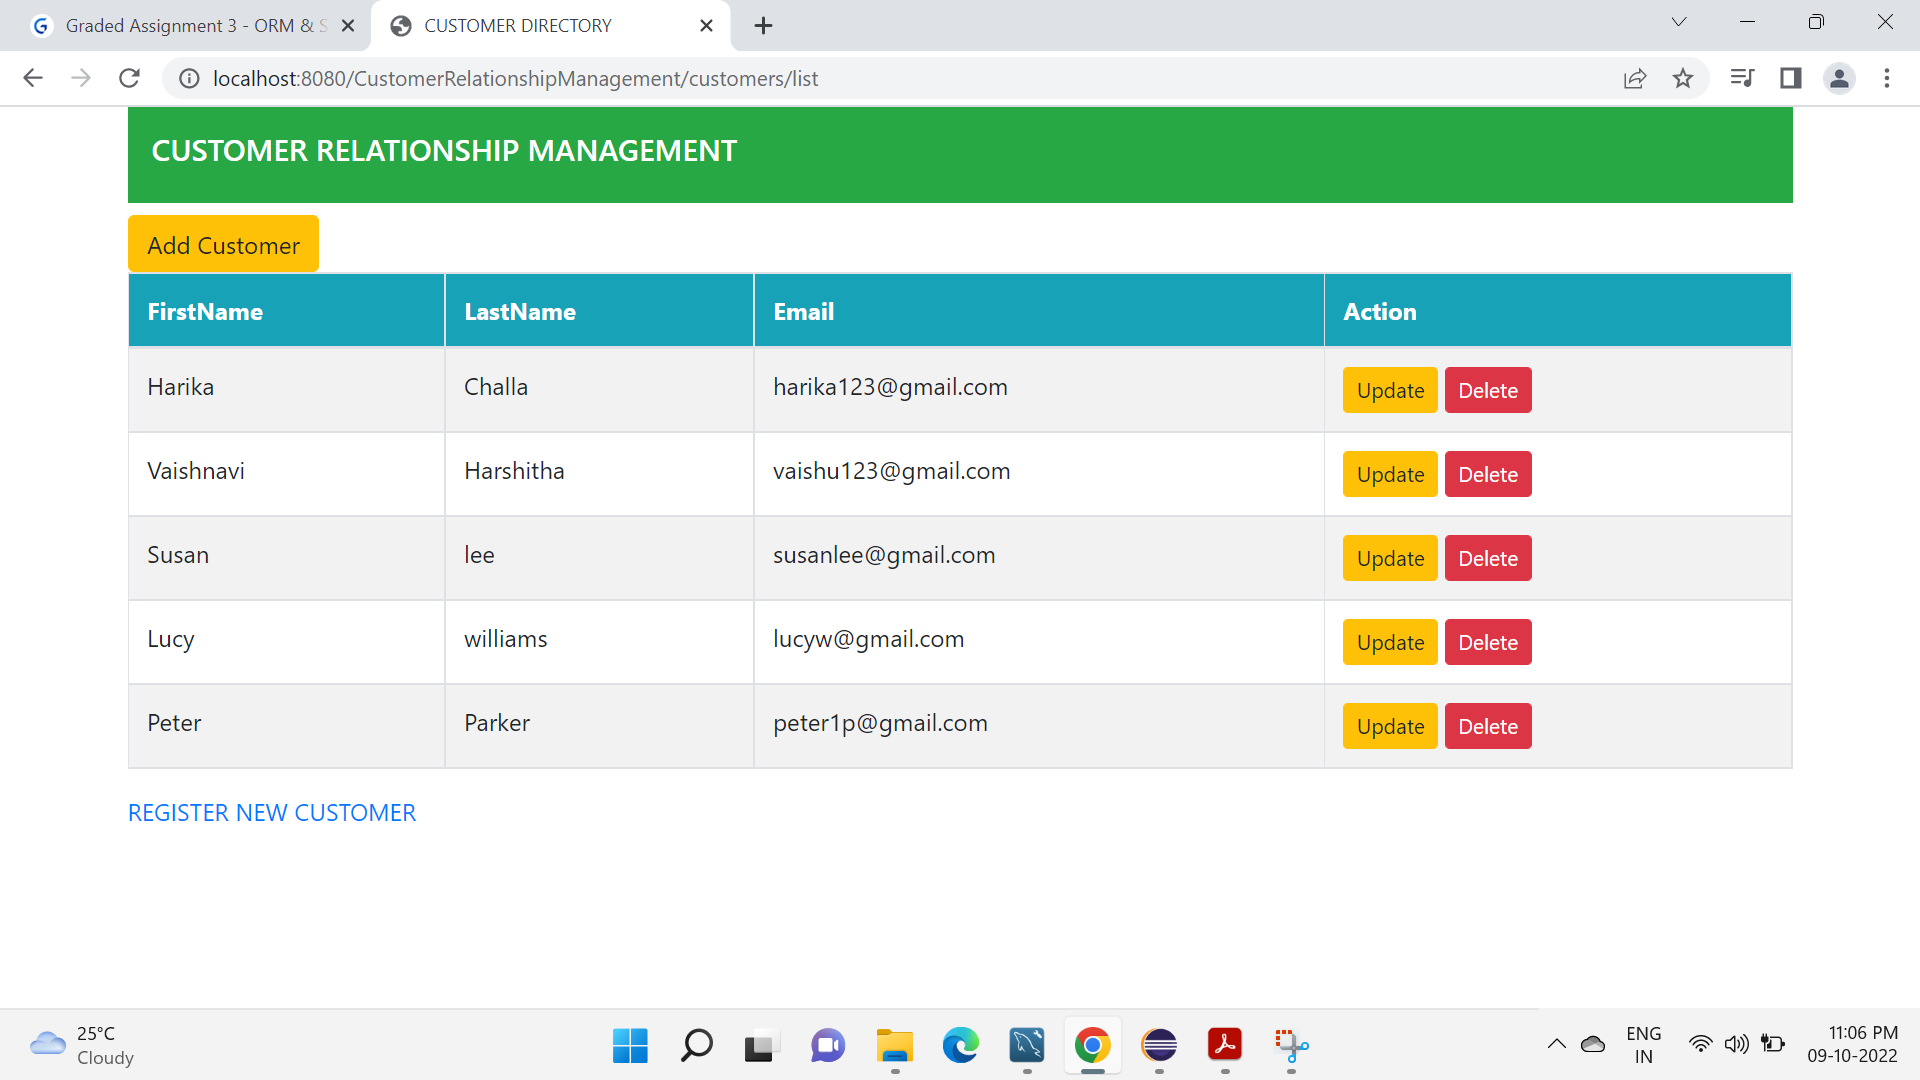 Graded Assignment 3 - ORM & S
CUSTOMER DIRECTORY
localhost:8080/CustomerRelationshipManagement/customers/list
CUSTOMER RELATIONSHIP MANAGEMENT
Add Customer
FirstName LastName Email Action
Harika Challa harika123@gmail.com Update Delete
Vaishnavi Harshitha vaishu123@gmail.com Update Delete
Susan lee susanlee@gmail.com Update Delete
Lucy williams lucyw@gmail.com Update Delete
Peter Parker peter1p@gmail.com Update Delete
REGISTER NEW CUSTOMER
25°C
Cloudy
ENG
IN
11:06 PM
09-10-2022